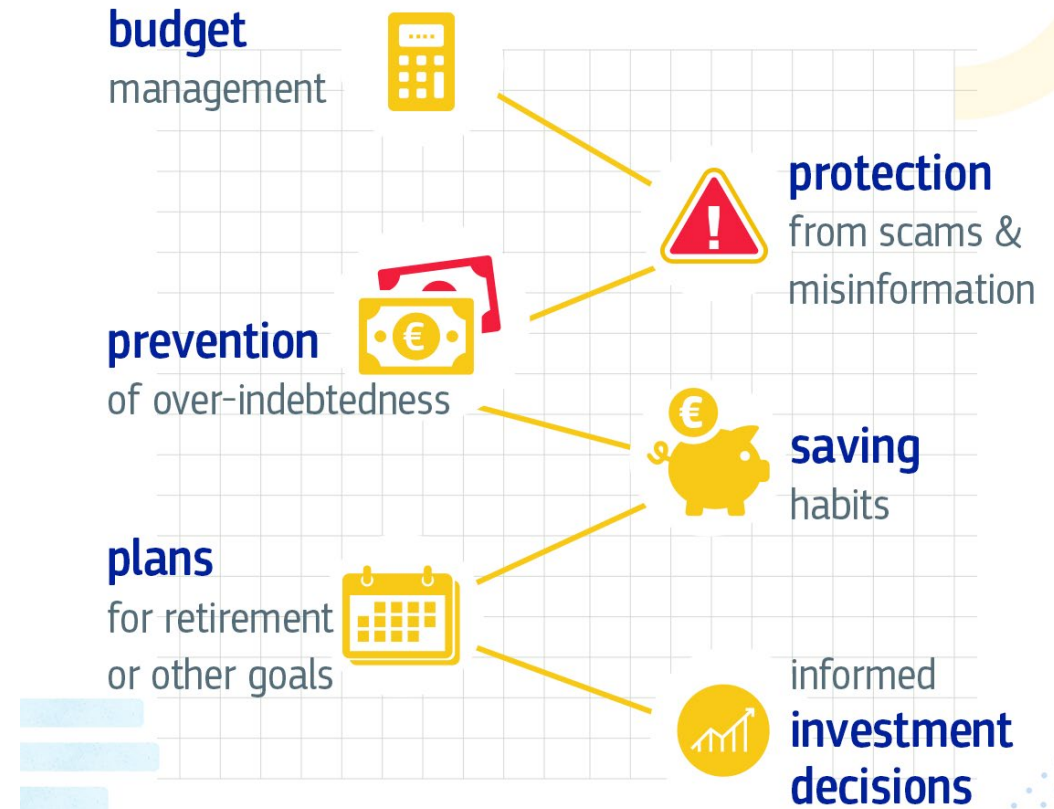 budget
management
protection
from scams &
misinformation
prevention
of over-indebtedness
saving
habits
plans
for retirement
or other goals
informed
investment
decisions